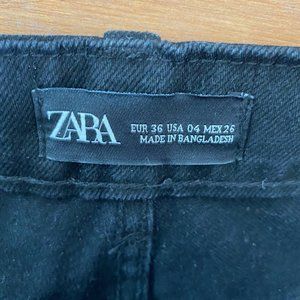 ZARA
EUR 36 USA 04 MEX 26
MADE IN BANGLADESH